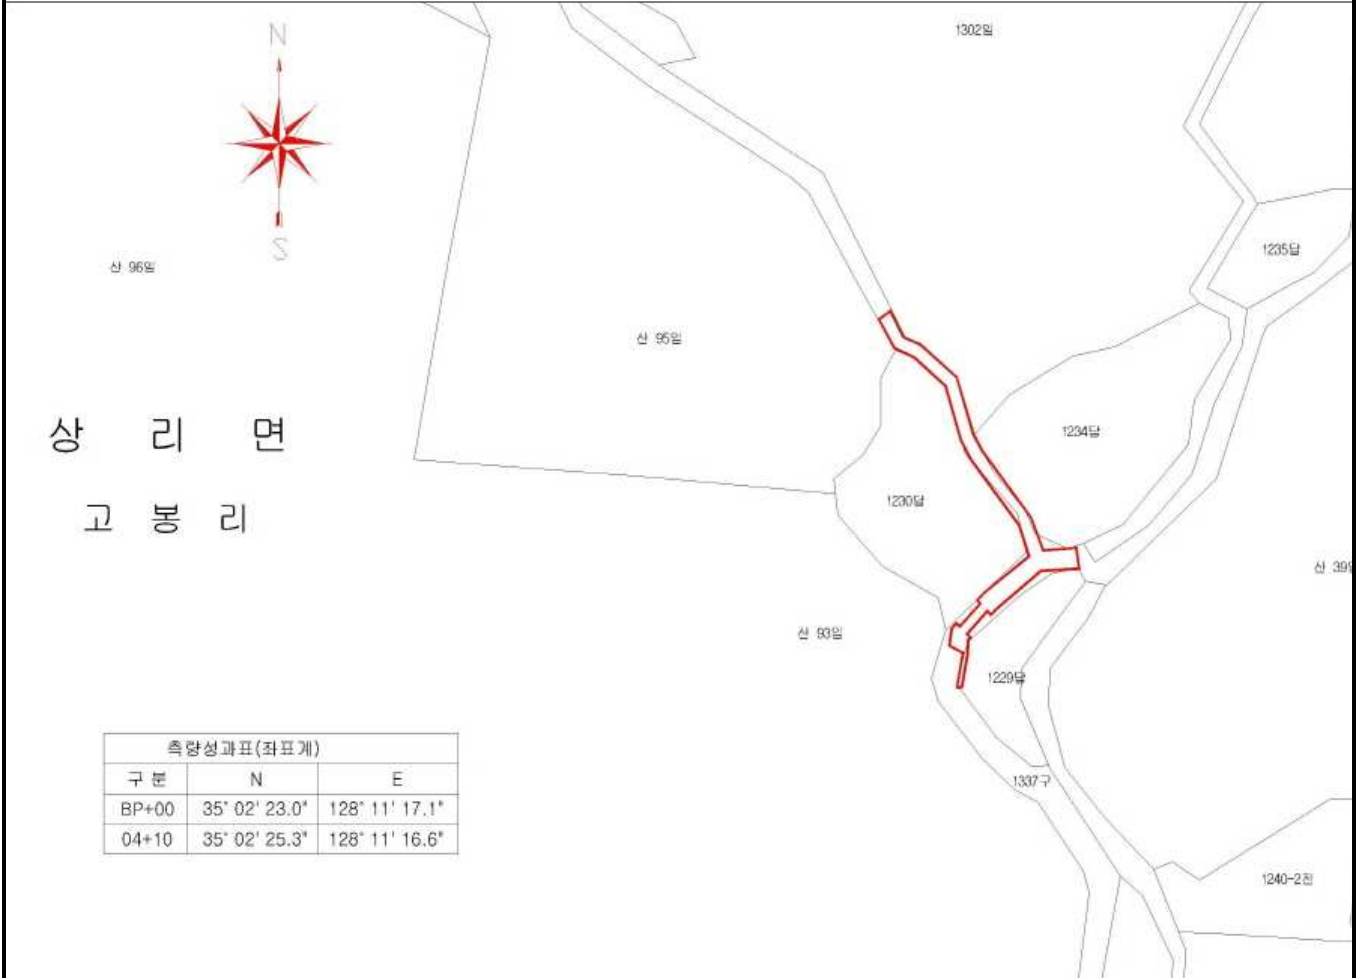 N
1302임
1235답
S
산 96임
산 95임
상 리 면
1234답
1230답
고 봉 리
산 39임
산 93임
1229답
측량성과표(좌표계)
구 분 N E
1337구
BP+00 35° 02' 23.0" 128° 11' 17.1"
04+10 35° 02' 25.3" 128° 11' 16.6"
1240-2전